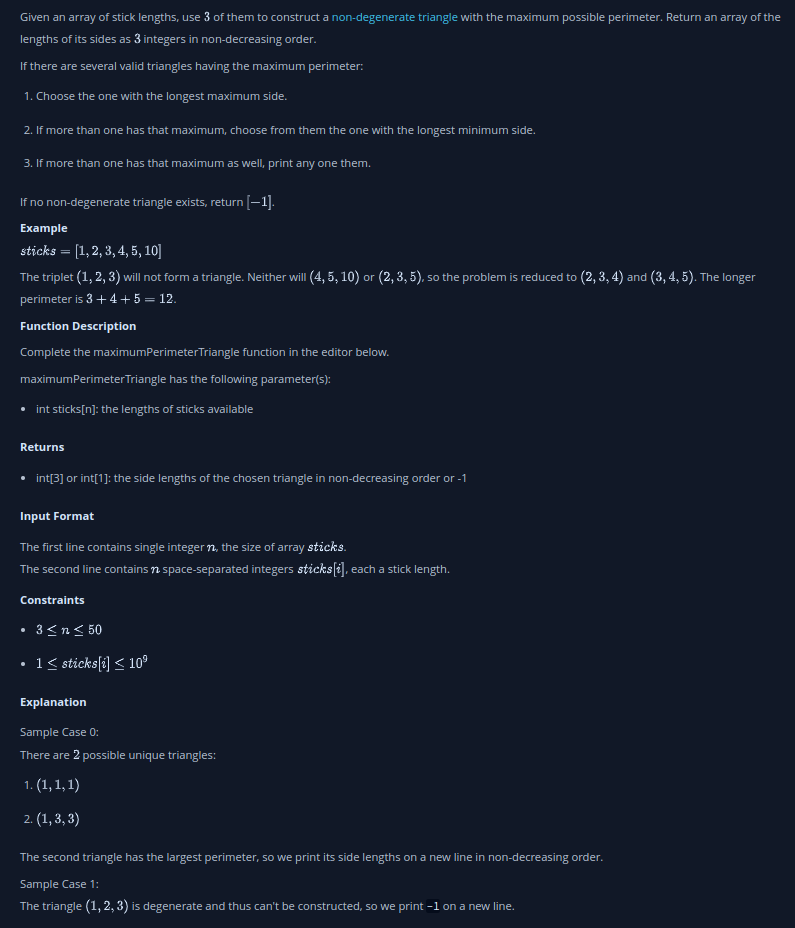 Given an array of stick lengths, use 3 of them to construct a non-degenerate triangle with the maximum possible perimeter. Return an array of the
lengths of its sides as 3 integers in non-decreasing order.
If there are several valid triangles having the maximum perimeter:
1. Choose the one with the longest maximum side.
2. If more than one has that maximum, choose from them the one with the longest minimum side.
3. If more than one has that maximum as well, print any one them.
If no non-degenerate triangle exists, return [−1].
Example
sticks = [1, 2, 3, 4, 5, 10]
The triplet (1, 2, 3) will not form a triangle. Neither will (4, 5, 10) or (2, 3, 5), so the problem is reduced to (2, 3, 4) and (3, 4, 5). The longer
perimeter is 3 + 4 + 5 = 12.
Function Description
Complete the maximumPerimeterTriangle function in the editor below.
maximumPerimeterTriangle has the following parameter(s):
• int sticks[n]: the lengths of sticks available
Returns
• int[3] or int[1]: the side lengths of the chosen triangle in non-decreasing order or -1
Input Format
The first line contains single integer n, the size of array sticks.
The second line contains n space-separated integers sticks[i], each a stick length.
Constraints
• 3 ≤ n ≤ 50
• 1 ≤ sticks[i] ≤ 10⁹
Explanation
Sample Case 0:
There are 2 possible unique triangles:
1. (1, 1, 1)
2. (1, 3, 3)
The second triangle has the largest perimeter, so we print its side lengths on a new line in non-decreasing order.
Sample Case 1:
The triangle (1, 2, 3) is degenerate and thus can't be constructed, so we print -1 on a new line.